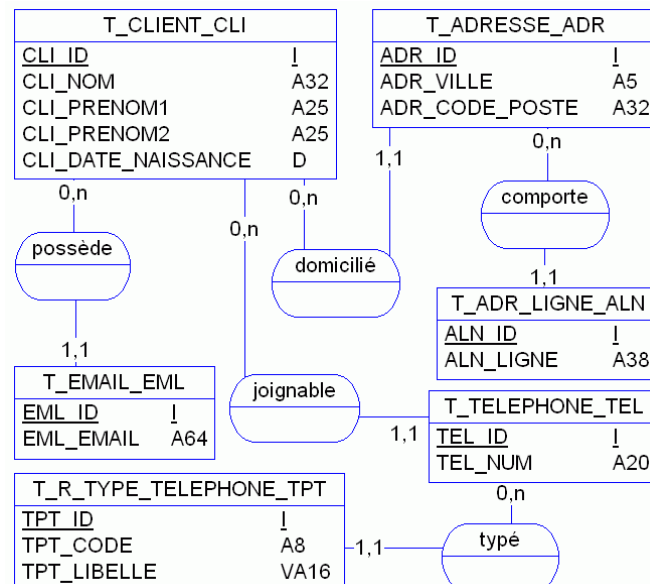 T_CLIENT_CLI
CLI_ID I
CLI_NOM A32
CLI_PRENOM1 A25
CLI_PRENOM2 A25
CLI_DATE_NAISSANCE D
T_ADRESSE_ADR
ADR_ID I
ADR_VILLE A5
ADR_CODE_POSTE A32
0,n
0,n
0,n
1,1
0,n
possède
domicilié
comporte
1,1
1,1
T_ADR_LIGNE_ALN
ALN_ID I
ALN_LIGNE A38
T_EMAIL_EML
EML_ID I
EML_EMAIL A64
joignable
1,1
T_TELEPHONE_TEL
TEL_ID I
TEL_NUM A20
0,n
T_R_TYPE_TELEPHONE_TPT
TPT_ID I
TPT_CODE A8
TPT_LIBELLE VA16
1,1
typé